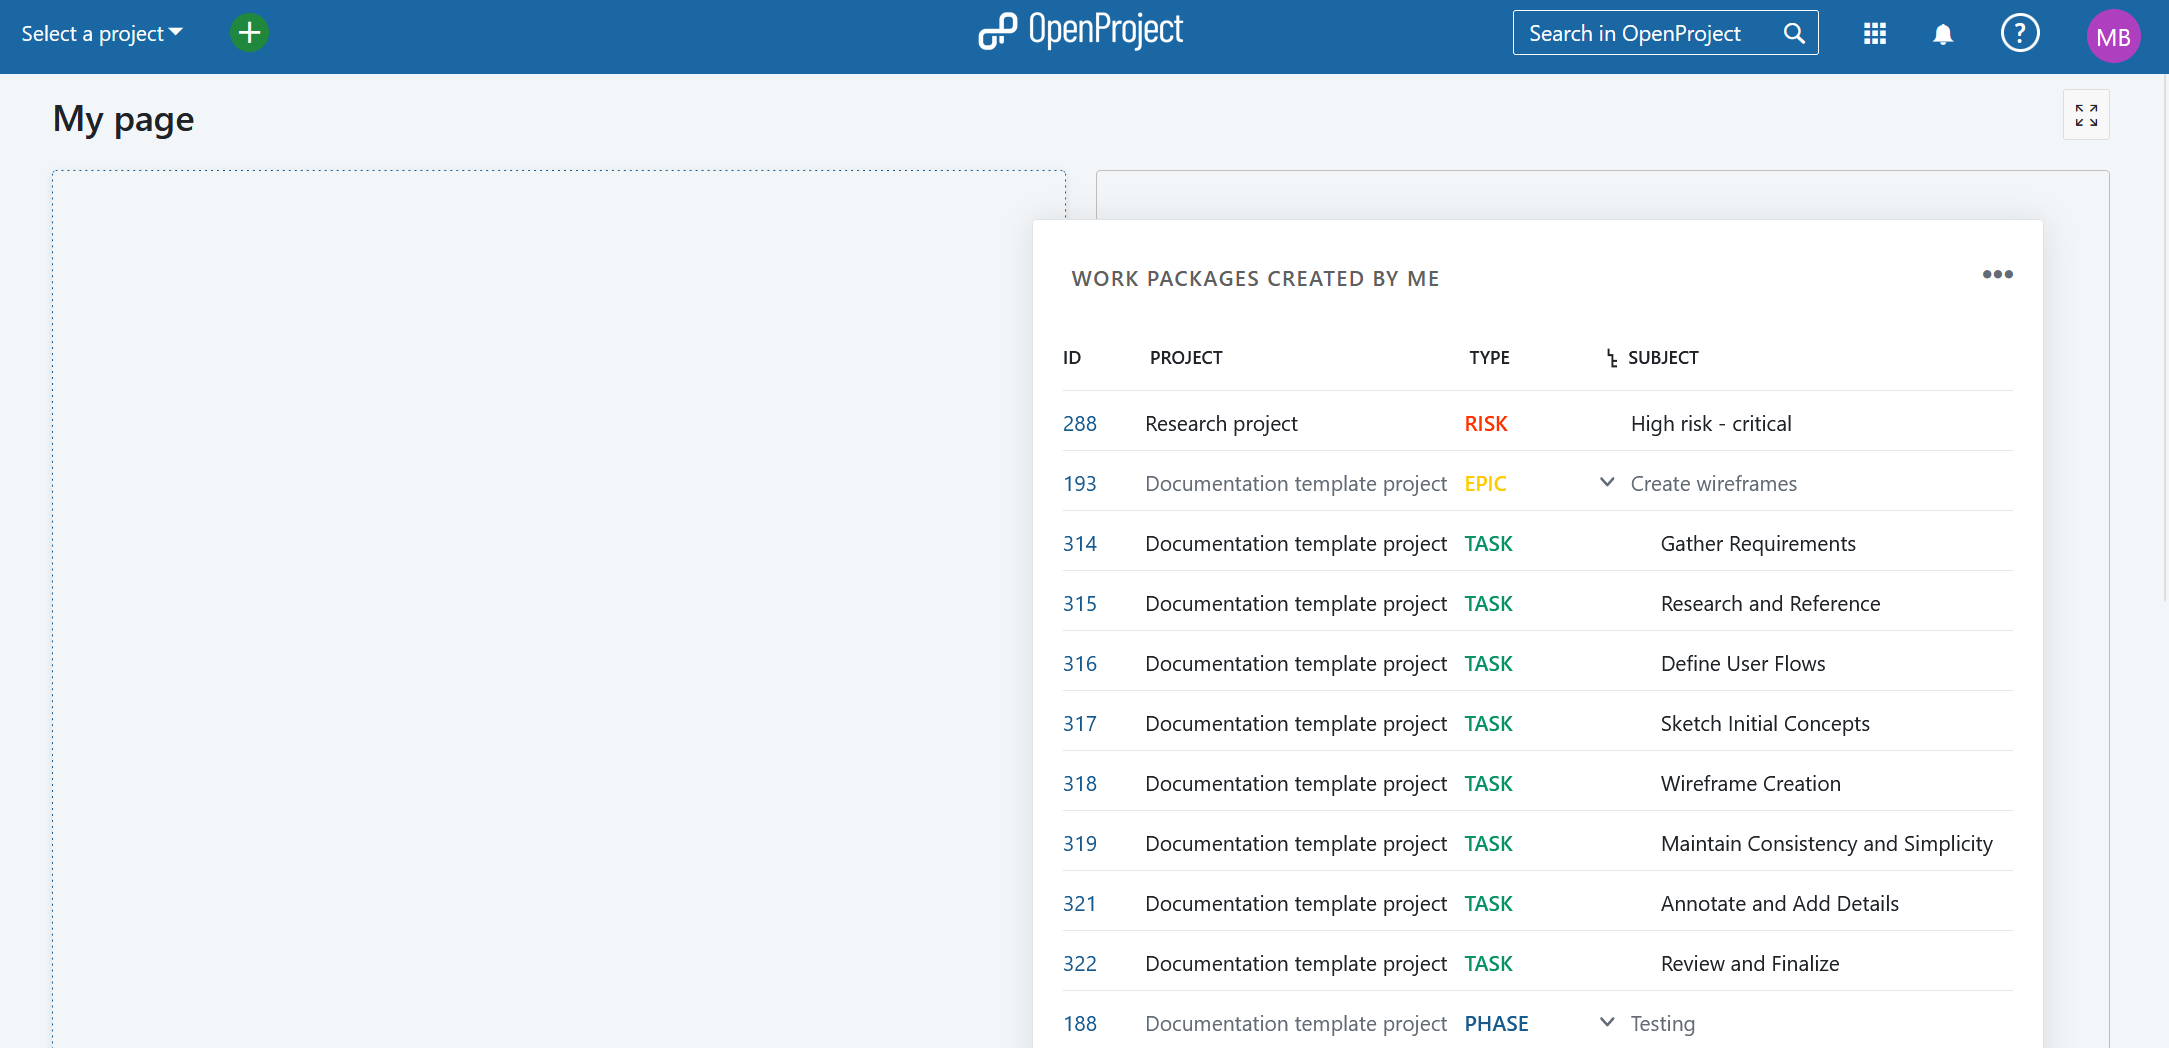 Select a project
OpenProject
Search in OpenProject
?
MB
My page
WORK PACKAGES CREATED BY ME
ID PROJECT TYPE SUBJECT
288 Research project RISK High risk - critical
193 Documentation template project EPIC Create wireframes
314 Documentation template project TASK Gather Requirements
315 Documentation template project TASK Research and Reference
316 Documentation template project TASK Define User Flows
317 Documentation template project TASK Sketch Initial Concepts
318 Documentation template project TASK Wireframe Creation
319 Documentation template project TASK Maintain Consistency and Simplicity
321 Documentation template project TASK Annotate and Add Details
322 Documentation template project TASK Review and Finalize
188 Documentation template project PHASE Testing